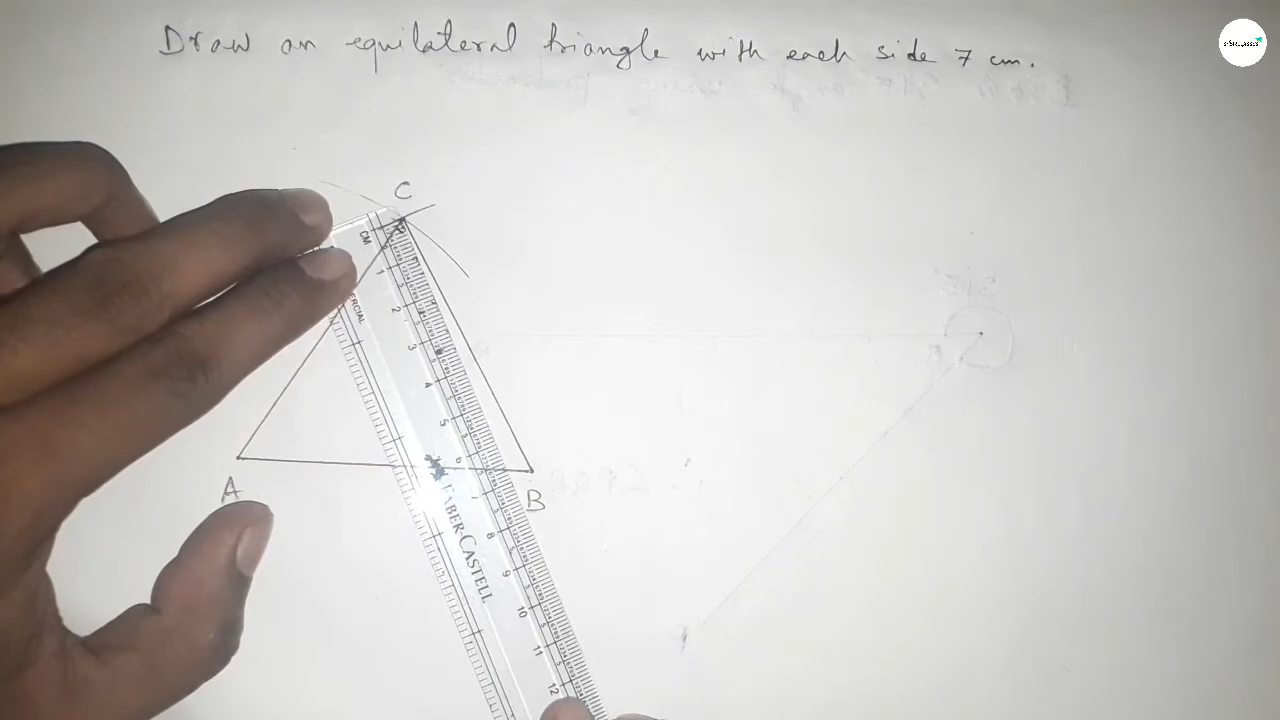 Draw an equilateral triangle with each side 7 cm.
C
CM
1
2
3
4
5
6
8
9
10
11
12
FABER-CASTELL
A
B